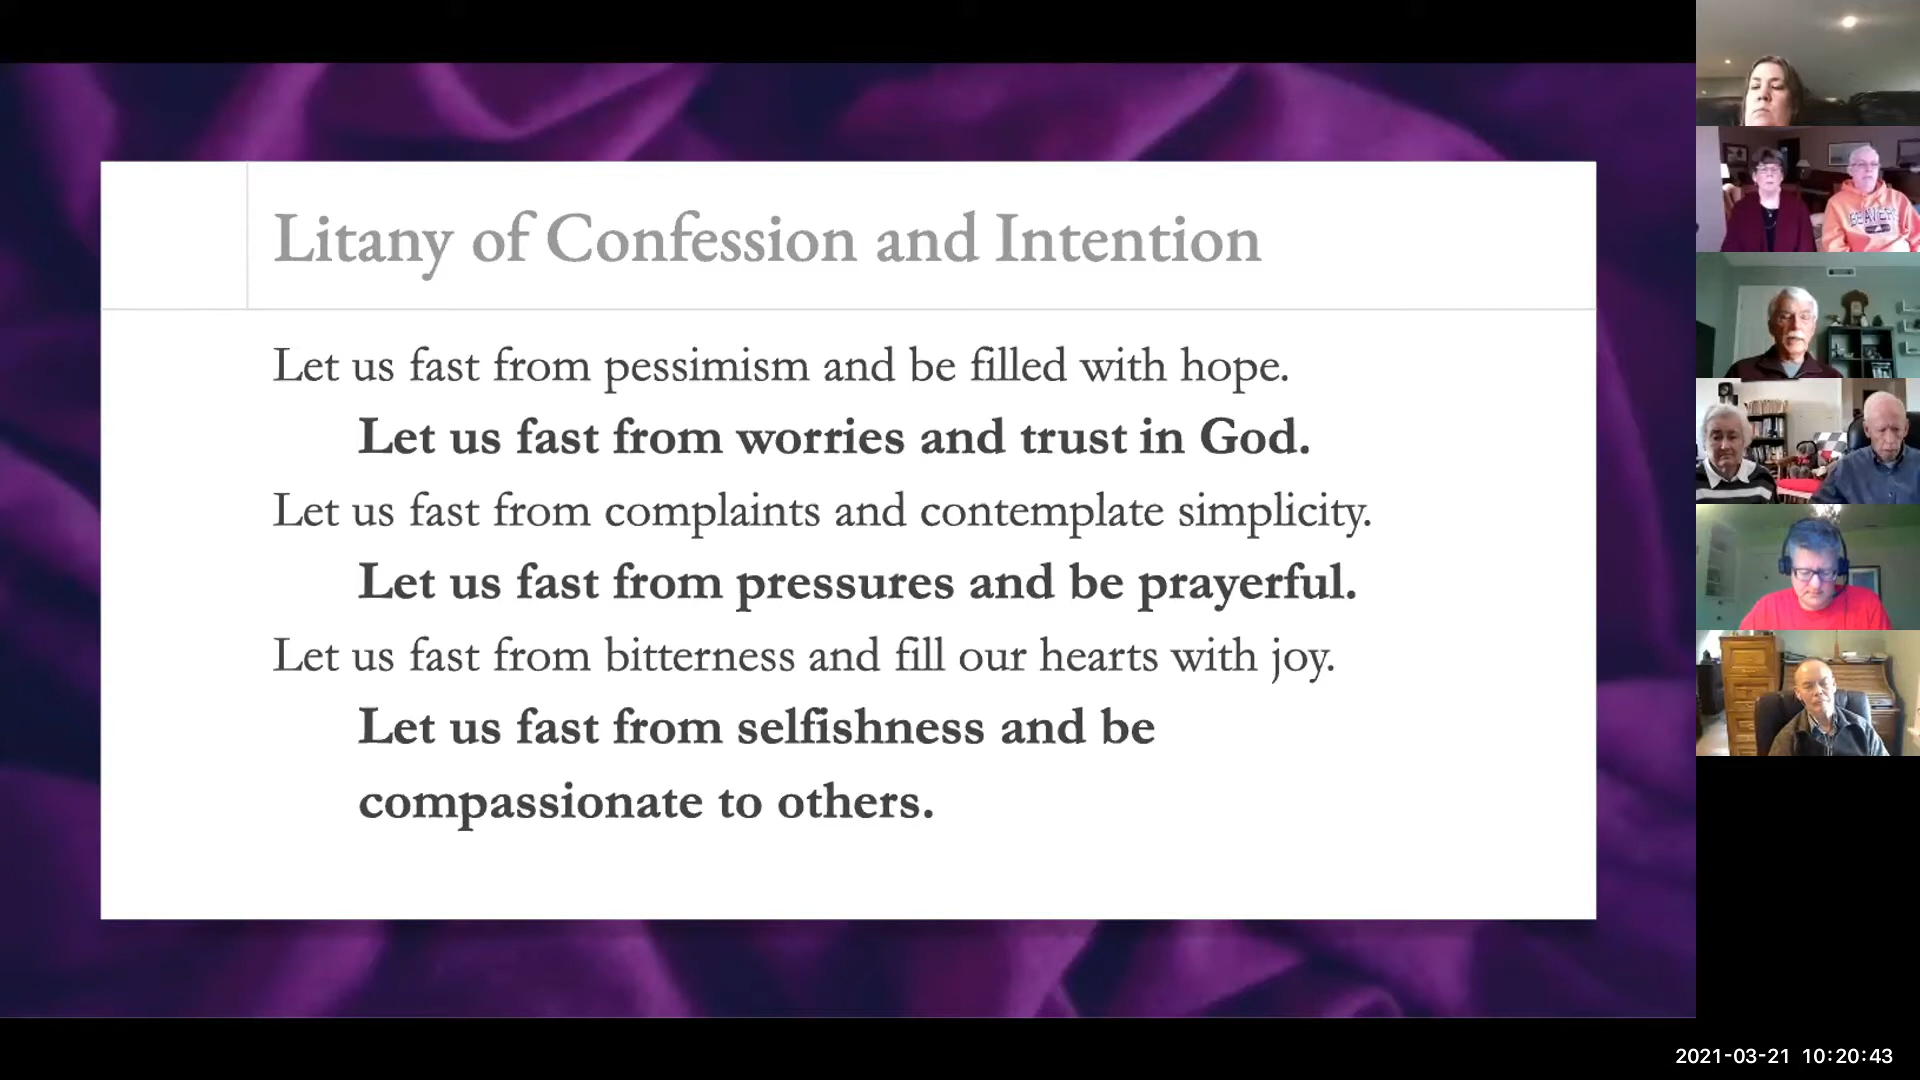 Litany of Confession and Intention
Let us fast from pessimism and be filled with hope.
Let us fast from worries and trust in God.
Let us fast from complaints and contemplate simplicity.
Let us fast from pressures and be prayerful.
Let us fast from bitterness and fill our hearts with joy.
Let us fast from selfishness and be
compassionate to others.
BEAVERS
2021-03-21 10:20:43